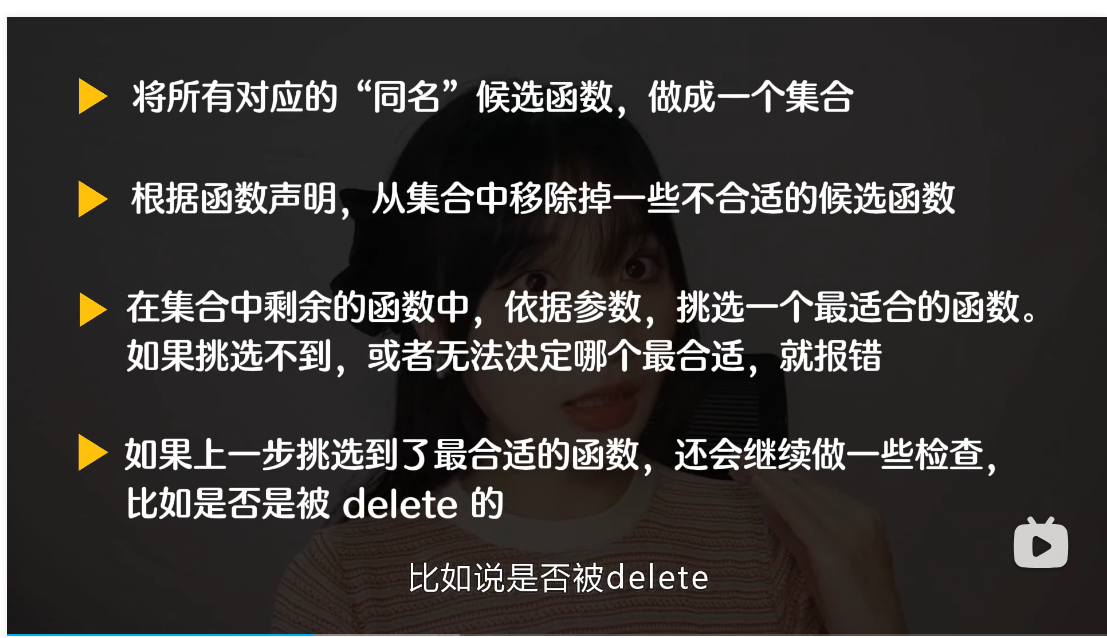 将所有对应的“同名”候选函数，做成一个集合
根据函数声明，从集合中移除掉一些不合适的候选函数
在集合中剩余的函数中，依据参数，挑选一个最适合的函数。
如果挑选不到，或者无法决定哪个最合适，就报错
如果上一步挑选到了最合适的函数，还会继续做一些检查，
比如是否是被 delete 的
比如说是否被delete